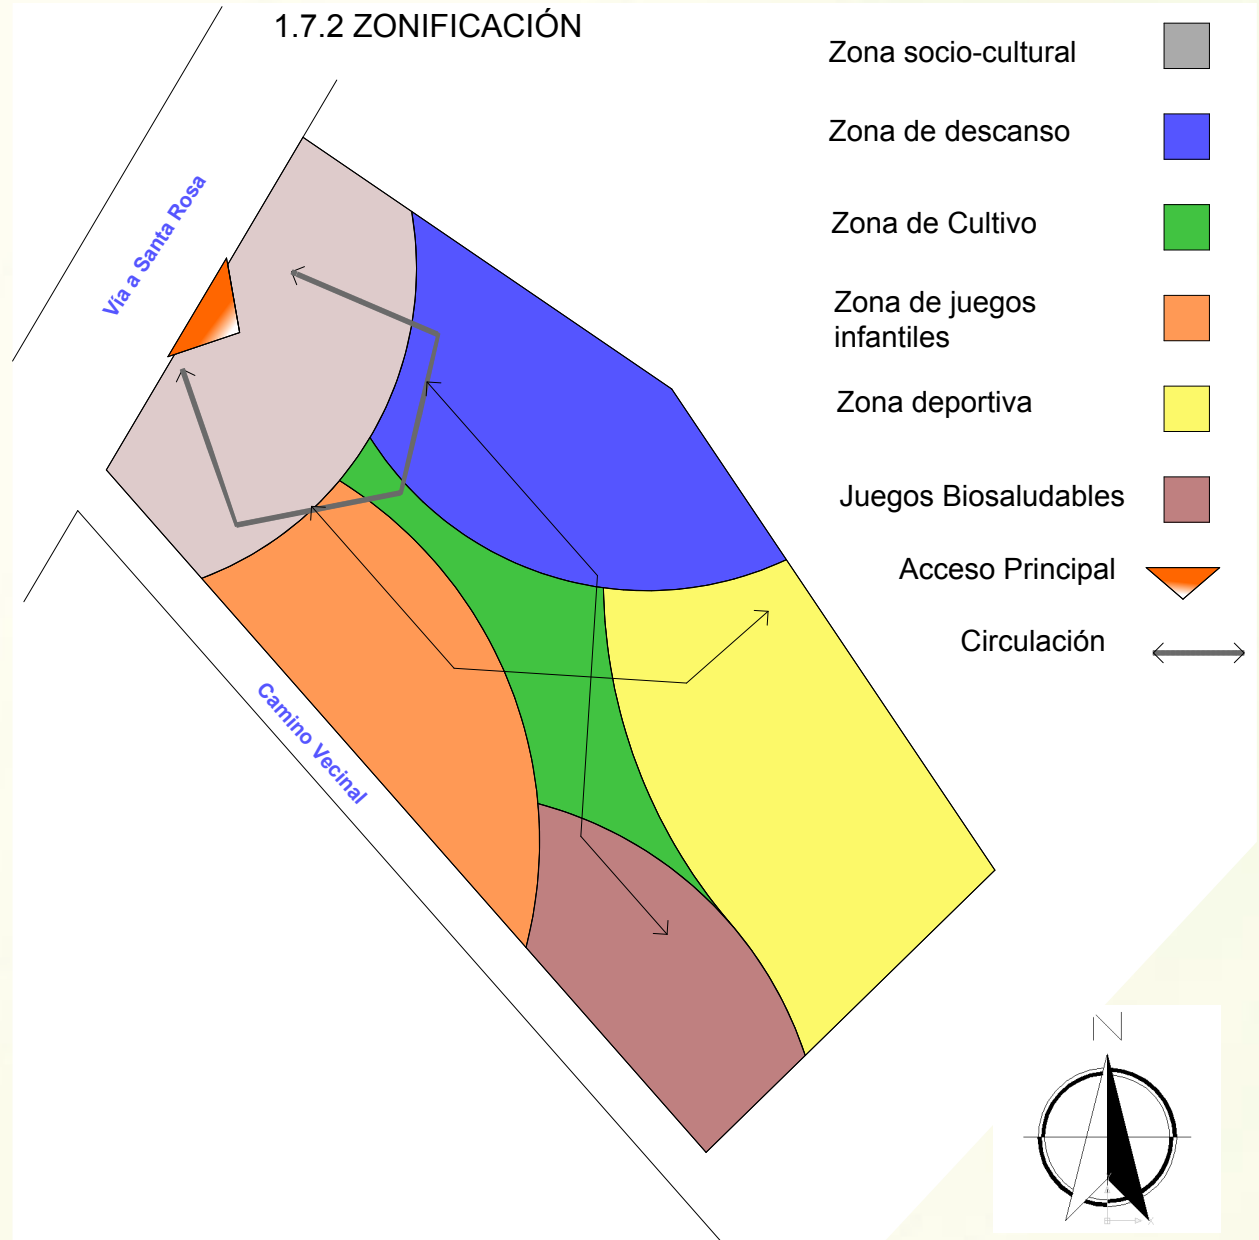 1.7.2 ZONIFICACIÓN
Zona socio-cultural
Zona de descanso
Zona de Cultivo
Zona de juegos
infantiles
Zona deportiva
Juegos Biosaludables
Acceso Principal
Circulación
Vía a Santa Rosa
Camino Vecinal
N